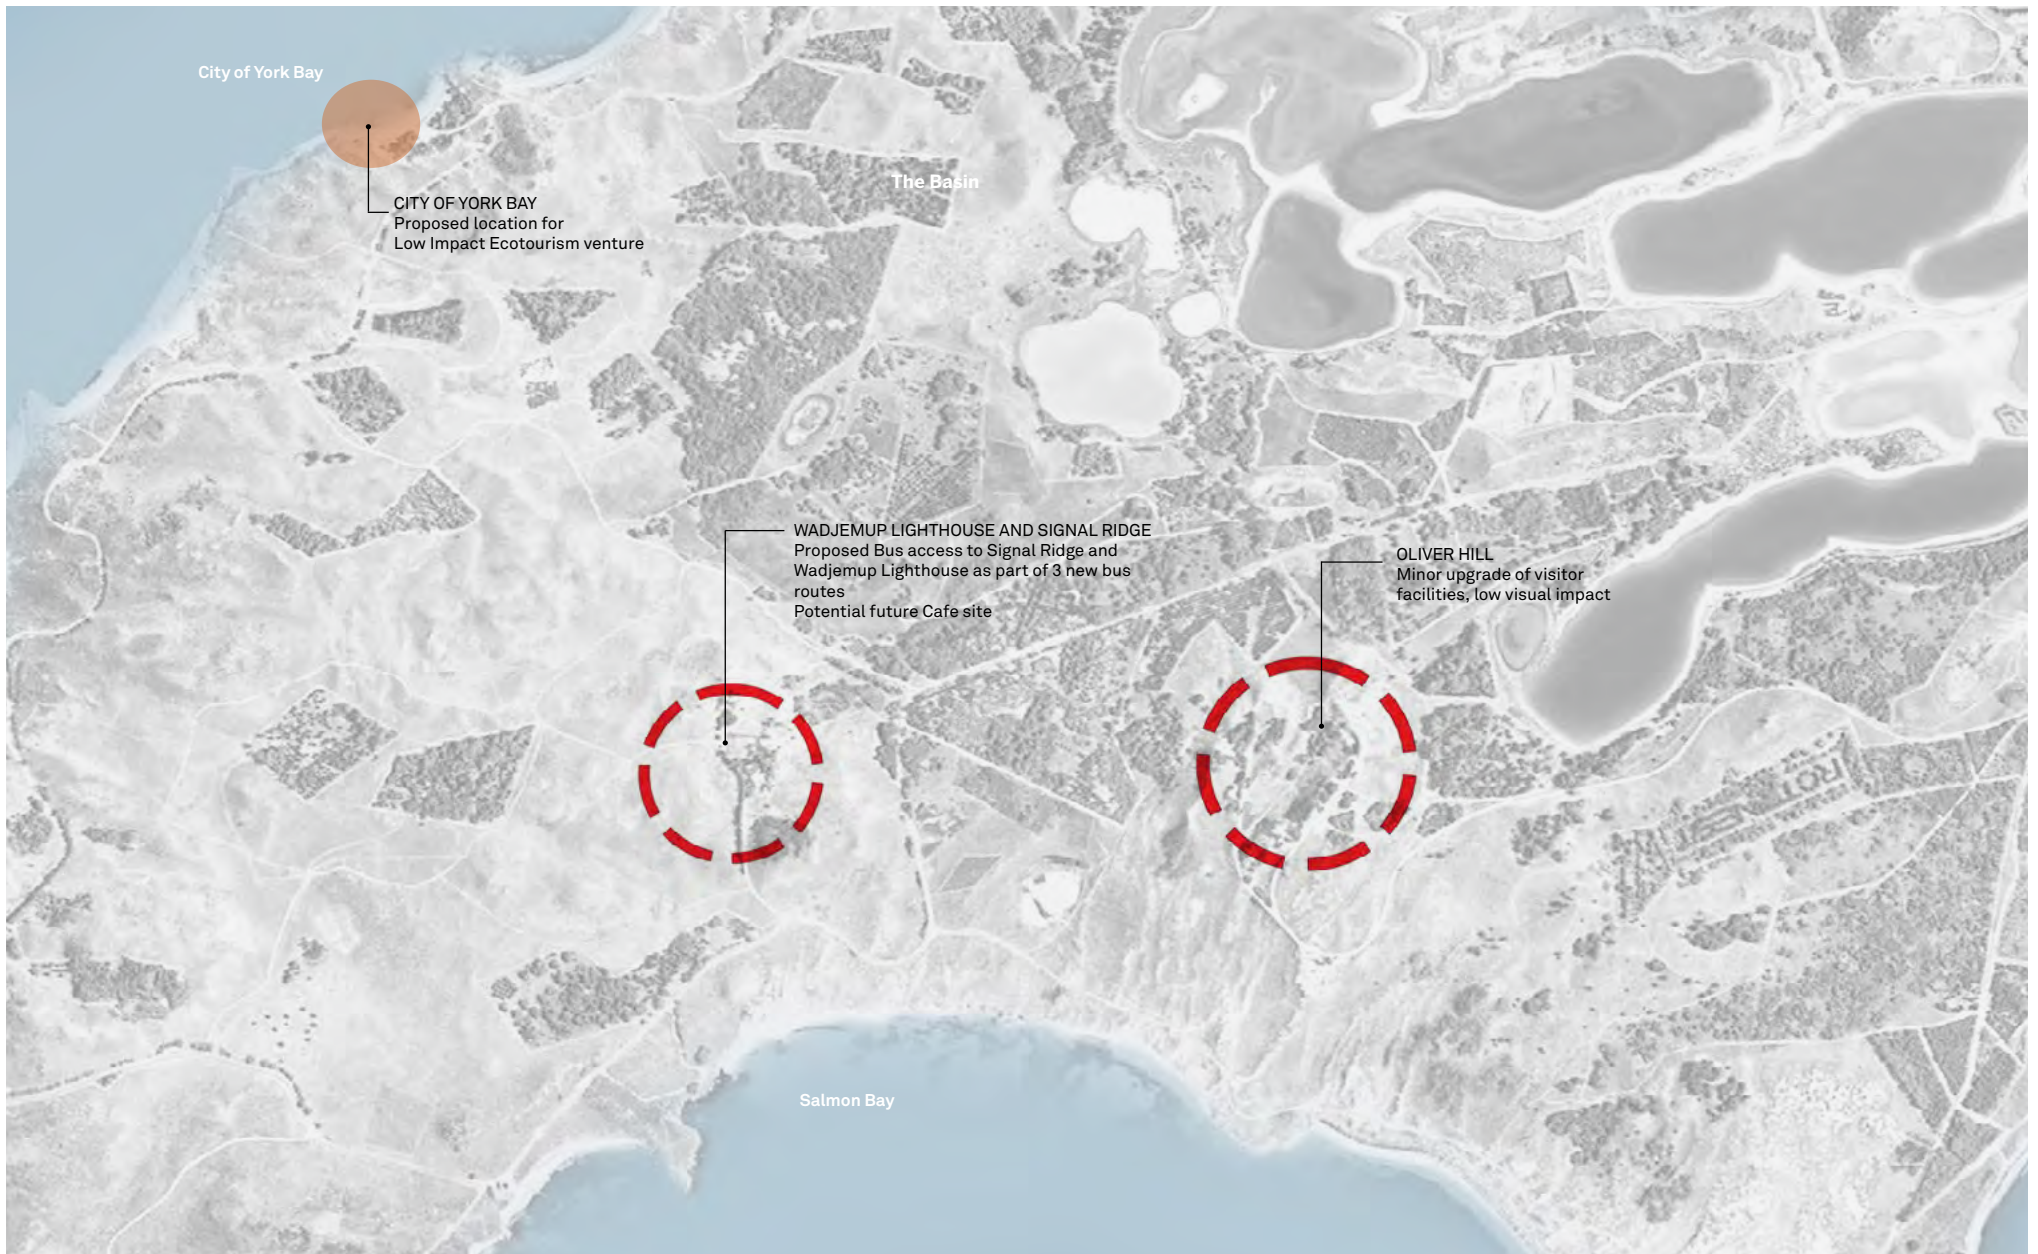 City of York Bay
CITY OF YORK BAY
Proposed location for
Low Impact Ecotourism venture
The Basin
WADJEMUP LIGHTHOUSE AND SIGNAL RIDGE
Proposed Bus access to Signal Ridge and
Wadjemup Lighthouse as part of 3 new bus
routes
Potential future Cafe site
OLIVER HILL
Minor upgrade of visitor
facilities, low visual impact
ROTTNEST
Salmon Bay